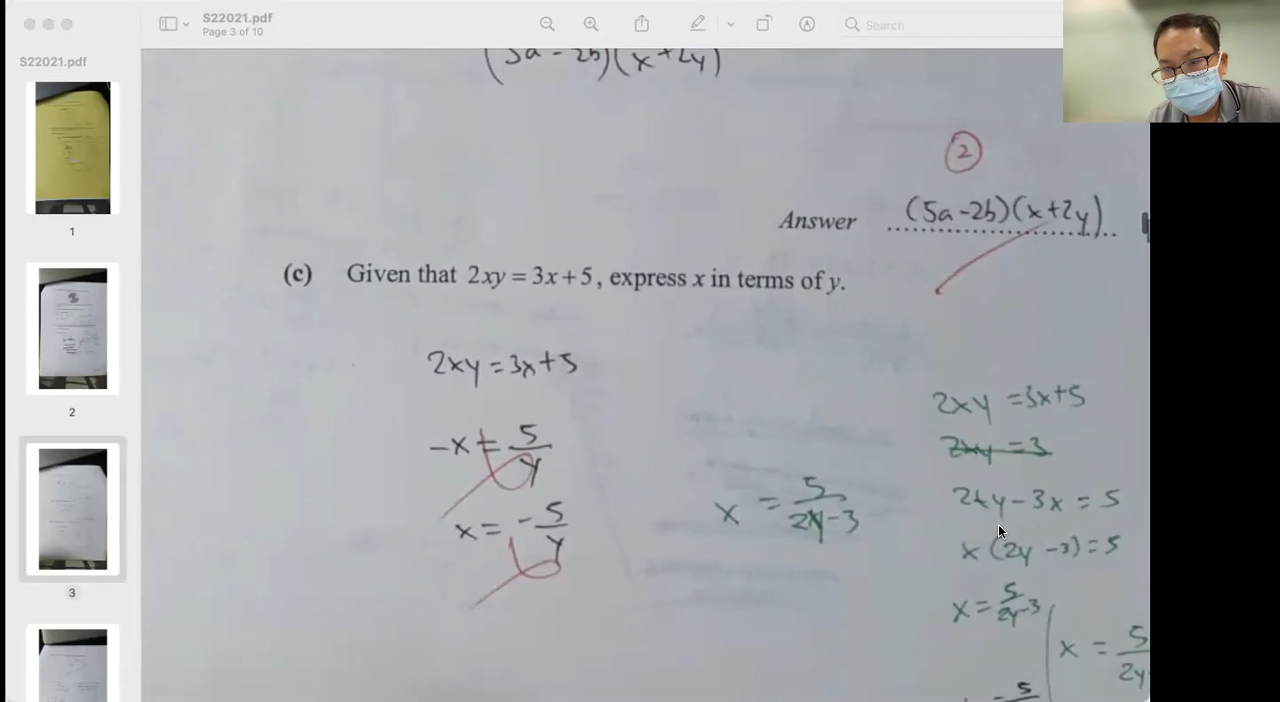 S22021.pdf
Page 3 of 10
Search
S22021.pdf
1
2
3
(5a-2b)(x+2y)
2
Answer (5a-2b)(x+2y)
(c) Given that 2xy = 3x + 5, express x in terms of y.
2xy = 3x+5
-x = 5/y
x = -5/y
x = 5/(2y-3)
2xy = 3x+5
2xy = 3
2xy - 3x = 5
x(2y-3) = 5
x = 5/(2y-3)
x = 5/2y